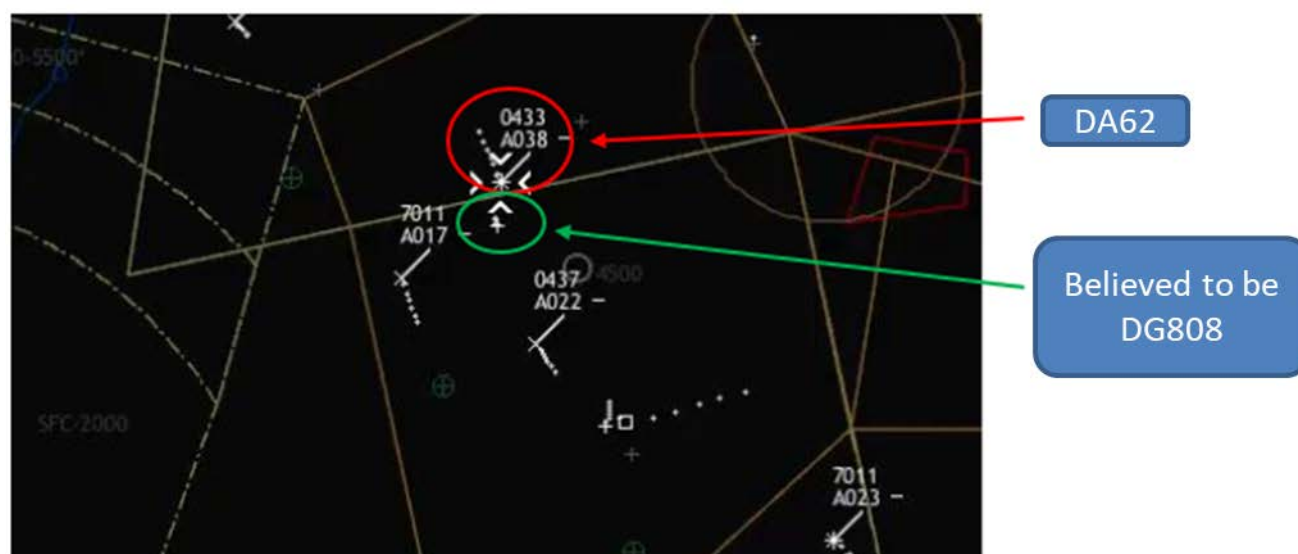 0-5500'
0433
A038 –
DA62
7011
A017 –
4500
0437
A022 –
Believed to be
DG808
SFC-2000
7011
A023 –